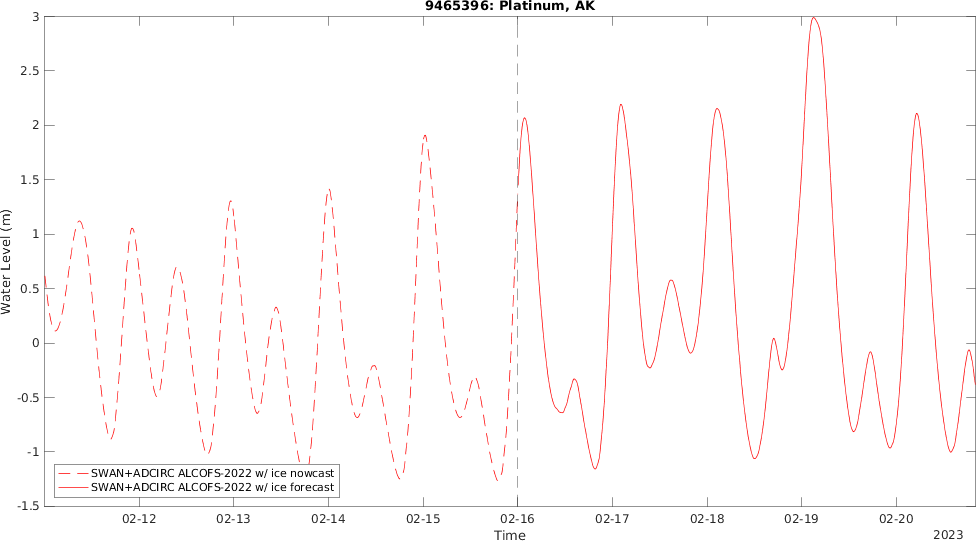 9465396: Platinum, AK
3
2.5
2
1.5
1
0.5
0
-0.5
-1
-1.5
Water Level (m)
SWAN+ADCIRC ALCOFS-2022 w/ ice nowcast
SWAN+ADCIRC ALCOFS-2022 w/ ice forecast
02-12 02-13 02-14 02-15 02-16 02-17 02-18 02-19 02-20
Time
2023